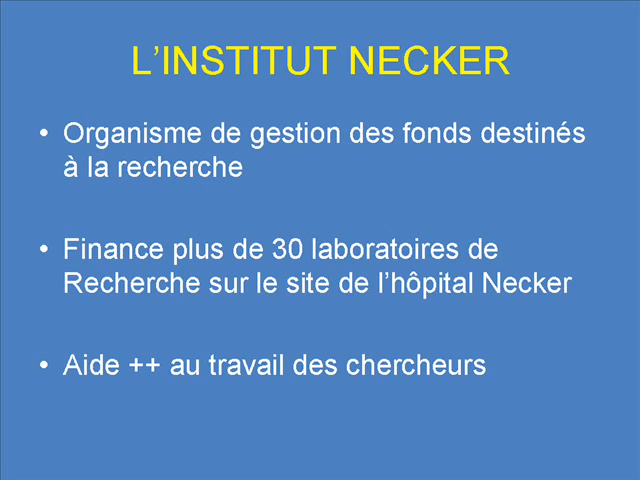 L’INSTITUT NECKER
• Organisme de gestion des fonds destinés
à la recherche
• Finance plus de 30 laboratoires de
Recherche sur le site de l’hôpital Necker
• Aide ++ au travail des chercheurs